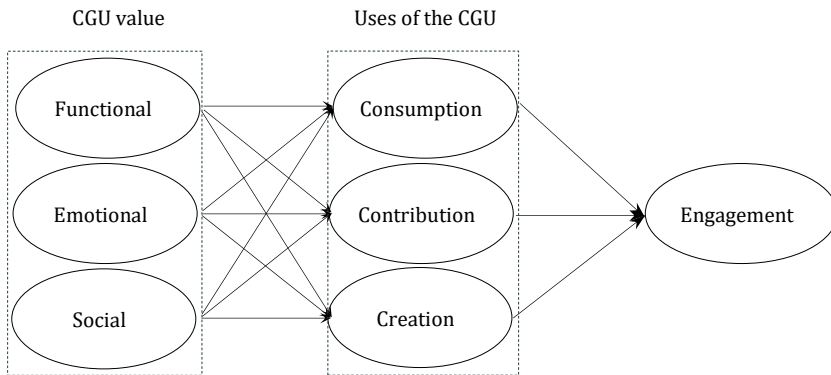 CGU value
Uses of the CGU
Functional
Consumption
Emotional
Contribution
Engagement
Social
Creation